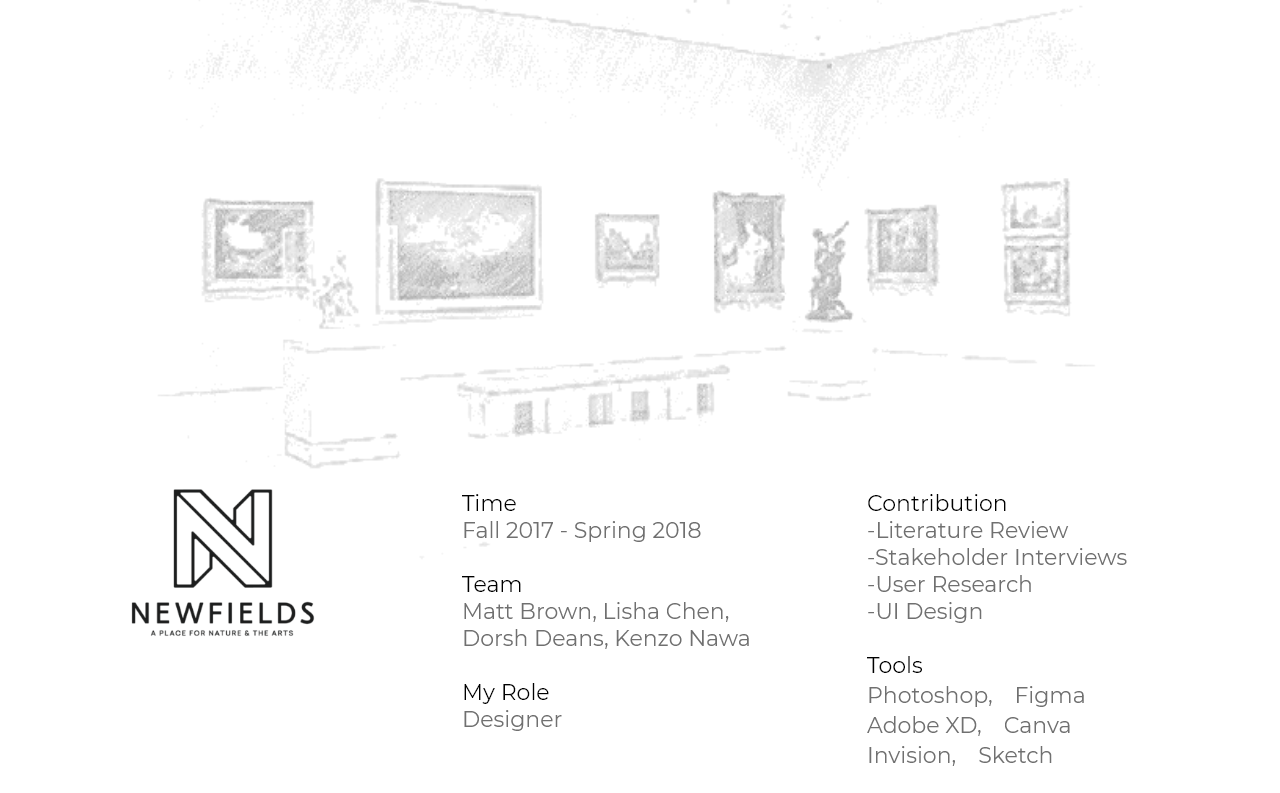 NEWFIELDS
A PLACE FOR NATURE & THE ARTS
Time
Fall 2017 - Spring 2018
Team
Matt Brown, Lisha Chen,
Dorsh Deans, Kenzo Nawa
My Role
Designer
Contribution
-Literature Review
-Stakeholder Interviews
-User Research
-UI Design
Tools
Photoshop, Figma
Adobe XD, Canva
Invision, Sketch